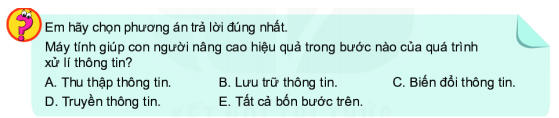 Em hãy chọn phương án trả lời đúng nhất.
Máy tính giúp con người nâng cao hiệu quả trong bước nào của quá trình
xử lí thông tin?
A. Thu thập thông tin. B. Lưu trữ thông tin. C. Biến đổi thông tin.
D. Truyền thông tin. E. Tất cả bốn bước trên.